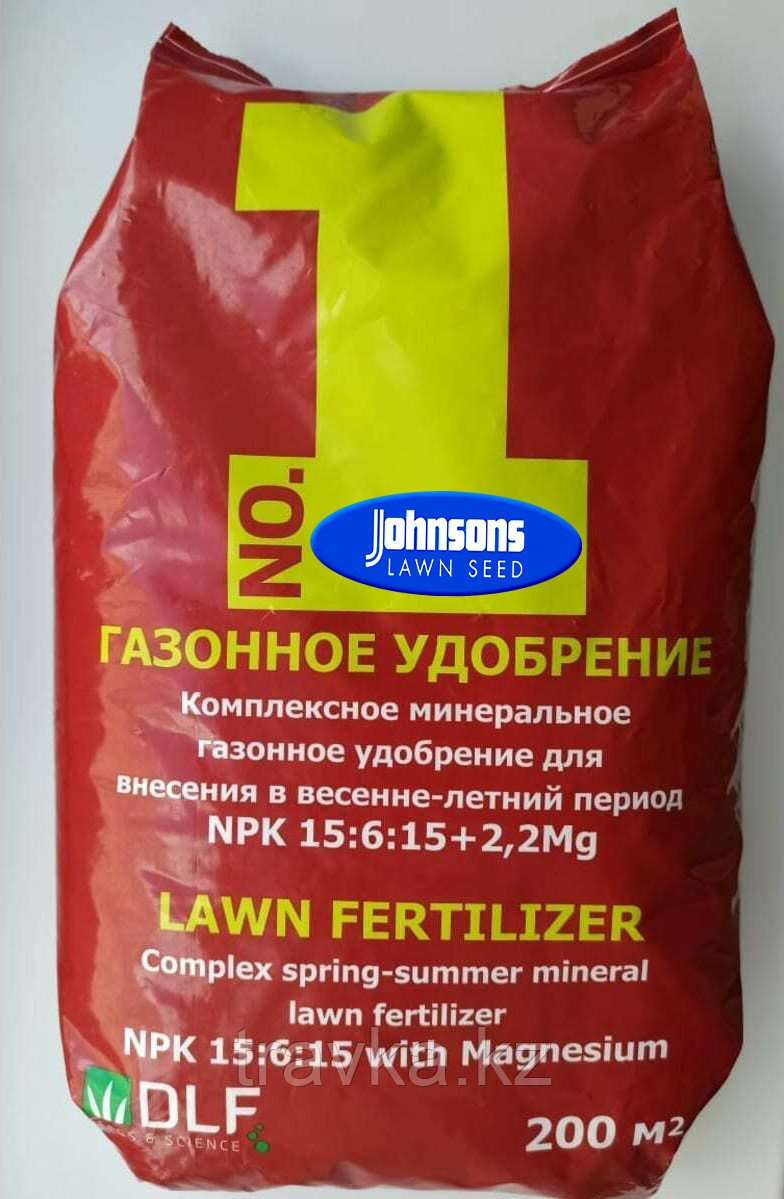 NO. 1
Johnsons
LAWN SEED
ГАЗОННОЕ УДОБРЕНИЕ
Комплексное минеральное
газонное удобрение для
внесения в весенне-летний период
NPK 15:6:15+2,2Mg
LAWN FERTILIZER
Complex spring-summer mineral
lawn fertilizer
NPK 15:6:15 with Magnesium
travka.kz
DLF
SEEDS & SCIENCE
200 м²